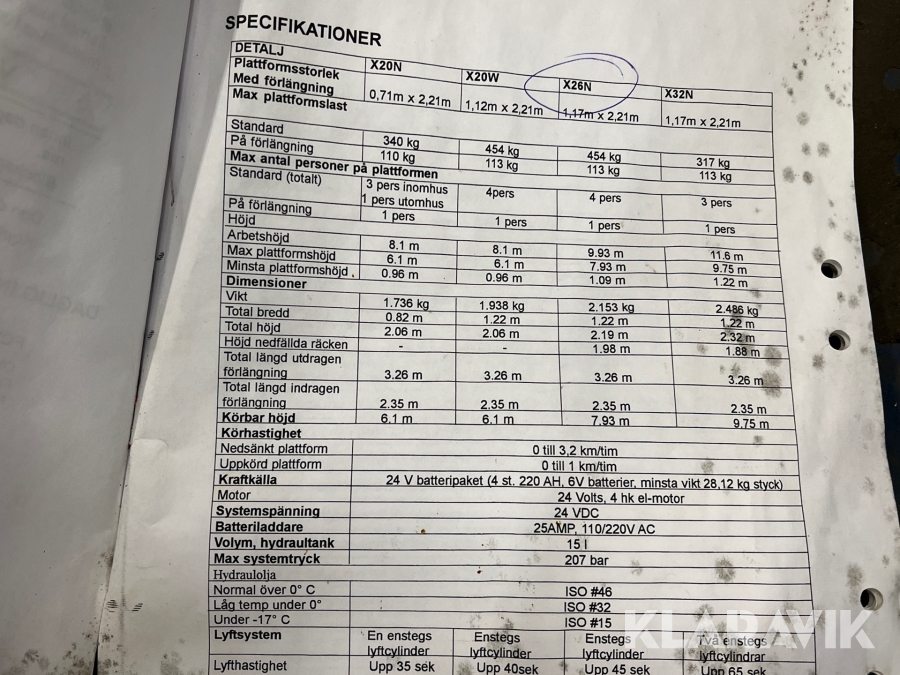 SPECIFIKATIONER
DETALJ X20N X20W X26N X32N
Plattformsstorlek
Med förlängning 0,71m x 2,21m 1,12m x 2,21m 1,17m x 2,21m 1,17m x 2,21m
Max plattformslast
Standard 340 kg 454 kg 454 kg 317 kg
På förlängning 110 kg 113 kg 113 kg 113 kg
Max antal personer på plattformen
Standard (totalt) 3 pers inomhus 4pers 4 pers 3 pers
1 pers utomhus
På förlängning 1 pers 1 pers 1 pers 1 pers
Höjd
Arbetshöjd 8.1 m 8.1 m 9.93 m 11.6 m
Max plattformshöjd 6.1 m 6.1 m 7.93 m 9.75 m
Minsta plattformshöjd 0.96 m 0.96 m 1.09 m 1.22 m
Dimensioner
Vikt 1.736 kg 1.938 kg 2.153 kg 2.486 kg
Total bredd 0.82 m 1.22 m 1.22 m 1.22 m
Total höjd 2.06 m 2.06 m 2.19 m 2.32 m
Höjd nedfällda räcken - - 1.98 m 1.88 m
Total längd utdragen
förlängning 3.26 m 3.26 m 3.26 m 3.26 m
Total längd indragen
förlängning 2.35 m 2.35 m 2.35 m 2.35 m
Körbar höjd 6.1 m 6.1 m 7.93 m 9.75 m
Körhastighet
Nedsänkt plattform 0 till 3,2 km/tim
Uppkörd plattform 0 till 1 km/tim
Kraftkälla 24 V batteripaket (4 st. 220 AH, 6V batterier, minsta vikt 28,12 kg styck)
Motor 24 Volts, 4 hk el-motor
Systemspänning 24 VDC
Batteriladdare 25AMP, 110/220V AC
Volym, hydraultank 15 l
Max systemtryck 207 bar
Hydraulolja
Normal över 0° C ISO #46
Låg temp under 0° ISO #32
Under -17° C ISO #15
Lyftsystem En enstegs Enstegs Enstegs Två enstegs
lyftcylinder lyftcylinder lyftcylinder lyftcylindrar
Lyfthastighet Upp 35 sek Upp 40sek Upp 45 sek Upp 65 sek
KLARAVIK